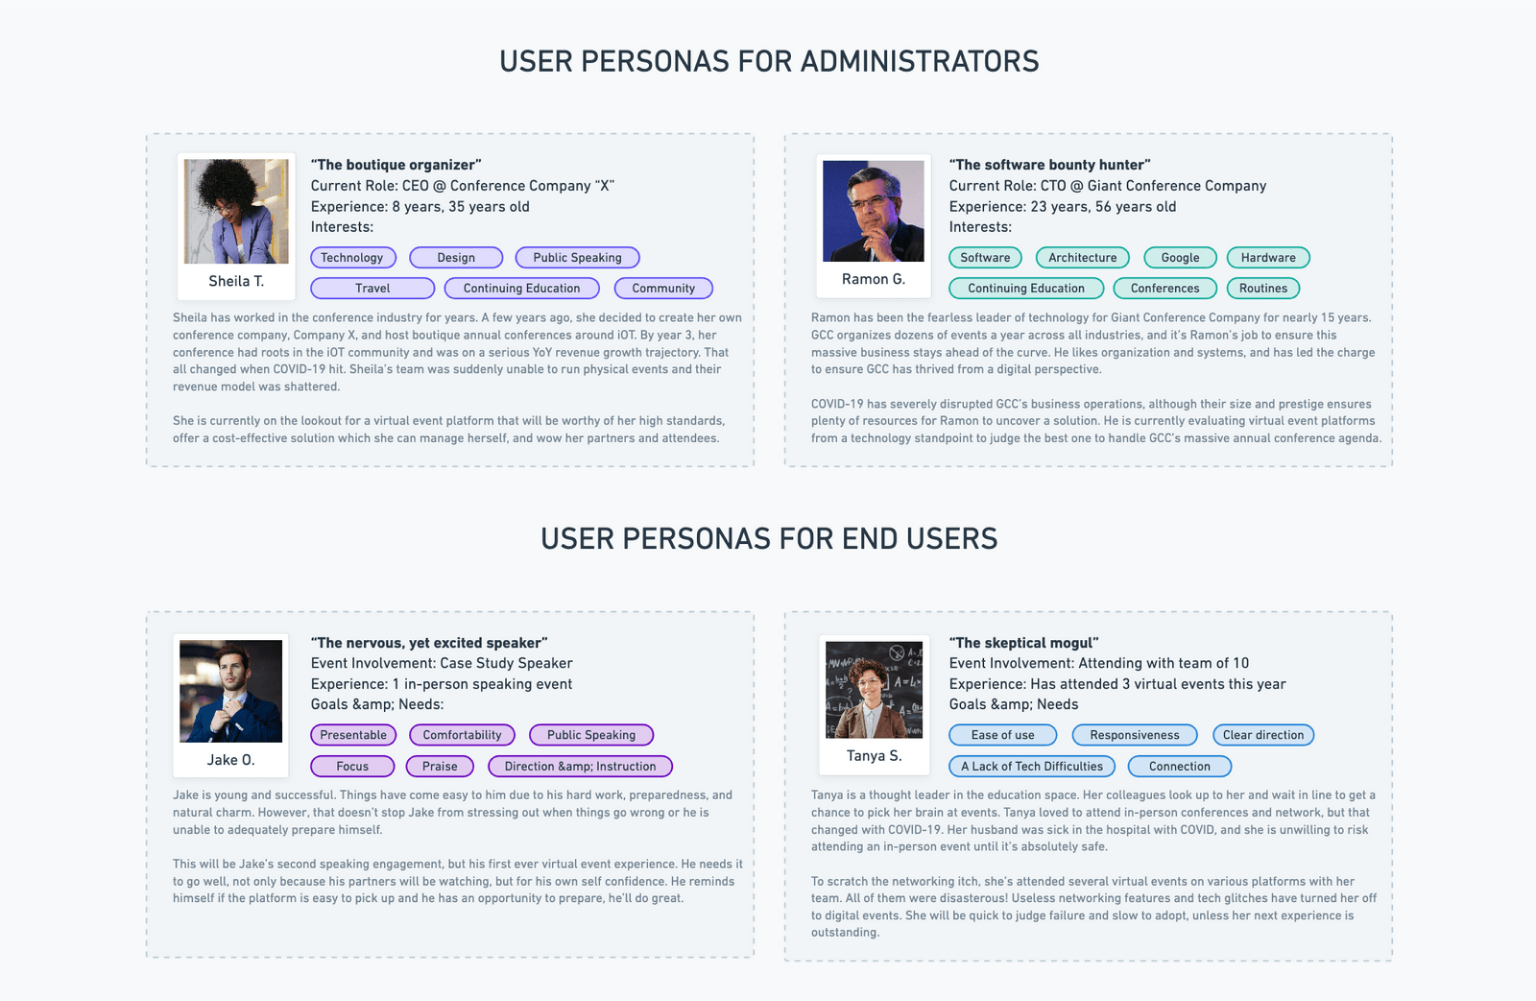 USER PERSONAS FOR ADMINISTRATORS
“The boutique organizer”
Current Role: CEO @ Conference Company “X”
Experience: 8 years, 35 years old
Interests:
Technology
Design
Public Speaking
Travel
Continuing Education
Community
Sheila T.
Sheila has worked in the conference industry for years. A few years ago, she decided to create her own
conference company, Company X, and host boutique annual conferences around iOT. By year 3, her
conference had roots in the iOT community and was on a serious YoY revenue growth trajectory. That
all changed when COVID-19 hit. Sheila’s team was suddenly unable to run physical events and their
revenue model was shattered.
She is currently on the lookout for a virtual event platform that will be worthy of her high standards,
offer a cost-effective solution which she can manage herself, and wow her partners and attendees.
“The software bounty hunter”
Current Role: CTO @ Giant Conference Company
Experience: 23 years, 56 years old
Interests:
Software
Architecture
Google
Hardware
Continuing Education
Conferences
Routines
Ramon G.
Ramon has been the fearless leader of technology for Giant Conference Company for nearly 15 years.
GCC organizes dozens of events a year across all industries, and it’s Ramon’s job to ensure this
massive business stays ahead of the curve. He likes organization and systems, and has led the charge
to ensure GCC has thrived from a digital perspective.
COVID-19 has severely disrupted GCC’s business operations, although their size and prestige ensures
plenty of resources for Ramon to uncover a solution. He is currently evaluating virtual event platforms
from a technology standpoint to judge the best one to handle GCC’s massive annual conference agenda.
USER PERSONAS FOR END USERS
“The nervous, yet excited speaker”
Event Involvement: Case Study Speaker
Experience: 1 in-person speaking event
Goals &amp; Needs:
Presentable
Comfortability
Public Speaking
Focus
Praise
Direction &amp; Instruction
Jake O.
Jake is young and successful. Things have come easy to him due to his hard work, preparedness, and
natural charm. However, that doesn’t stop Jake from stressing out when things go wrong or he is
unable to adequately prepare himself.
This will be Jake’s second speaking engagement, but his first ever virtual event experience. He needs it
to go well, not only because his partners will be watching, but for his own self confidence. He reminds
himself if the platform is easy to pick up and he has an opportunity to prepare, he’ll do great.
“The skeptical mogul”
Event Involvement: Attending with team of 10
Experience: Has attended 3 virtual events this year
Goals &amp; Needs
Ease of use
Responsiveness
Clear direction
A Lack of Tech Difficulties
Connection
Tanya S.
Tanya is a thought leader in the education space. Her colleagues look up to her and wait in line to get a
chance to pick her brain at events. Tanya loved to attend in-person conferences and network, but that
changed with COVID-19. Her husband was sick in the hospital with COVID, and she is unwilling to risk
attending an in-person event until it’s absolutely safe.
To scratch the networking itch, she’s attended several virtual events on various platforms with her
team. All of them were disasterous! Useless networking features and tech glitches have turned her off
to digital events. She will be quick to judge failure and slow to adopt, unless her next experience is
outstanding.